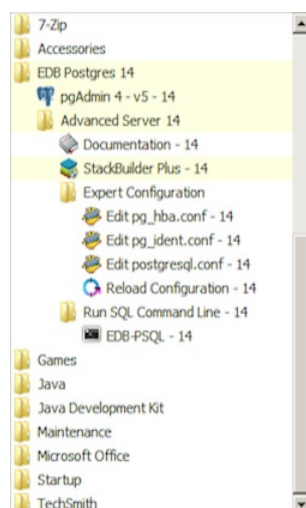 7-Zip
Accessories
EDB Postgres 14
pgAdmin 4 - v5 - 14
Advanced Server 14
Documentation - 14
StackBuilder Plus - 14
Expert Configuration
Edit pg_hba.conf - 14
Edit pg_ident.conf - 14
Edit postgresql.conf - 14
Reload Configuration - 14
Run SQL Command Line - 14
EDB-PSQL - 14
Games
Java
Java Development Kit
Maintenance
Microsoft Office
Startup
TechSmith